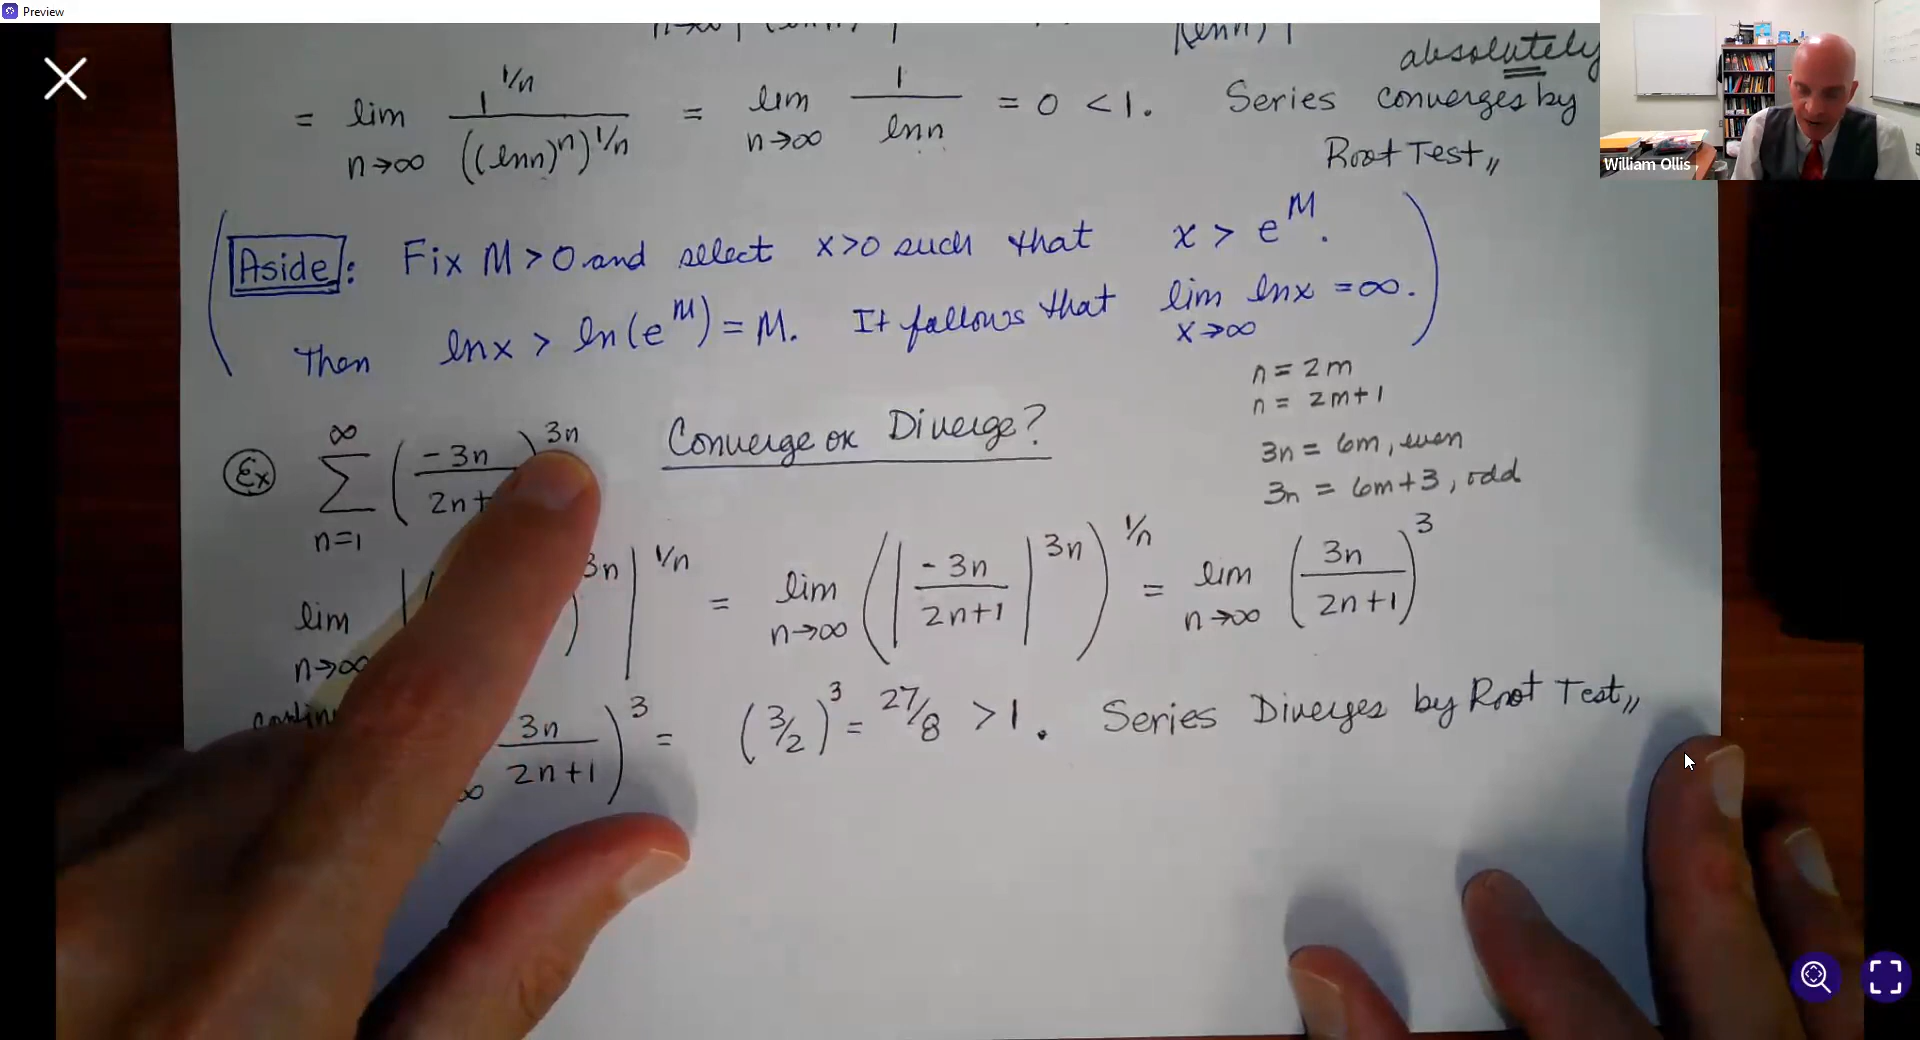 Preview
absolutely
= lim n→∞ 1^{1/n} / ((ln n)^n)^{1/n} = lim n→∞ 1 / ln n = 0 < 1. Series converges by
Root Test,,
William Ollis
Aside: Fix M > 0 and select x > 0 such that x > e^M.
Then ln x > ln(e^M) = M. It follows that lim x→∞ ln x = ∞.
n = 2m
n = 2m+1
3n = 6m, even
3n = 6m+3, odd
Ex ∞ Σ n=1 (-3n / 2n+)^{3n} Converge or Diverge?
lim n→∞ | ( )^{3n} |^{1/n} = lim n→∞ (| -3n / 2n+1 |^{3n})^{1/n} = lim n→∞ (3n / 2n+1)^3
∞ 3n / 2n+1 )^3 = (3/2)^3 = 27/8 > 1. Series Diverges by Root Test,,